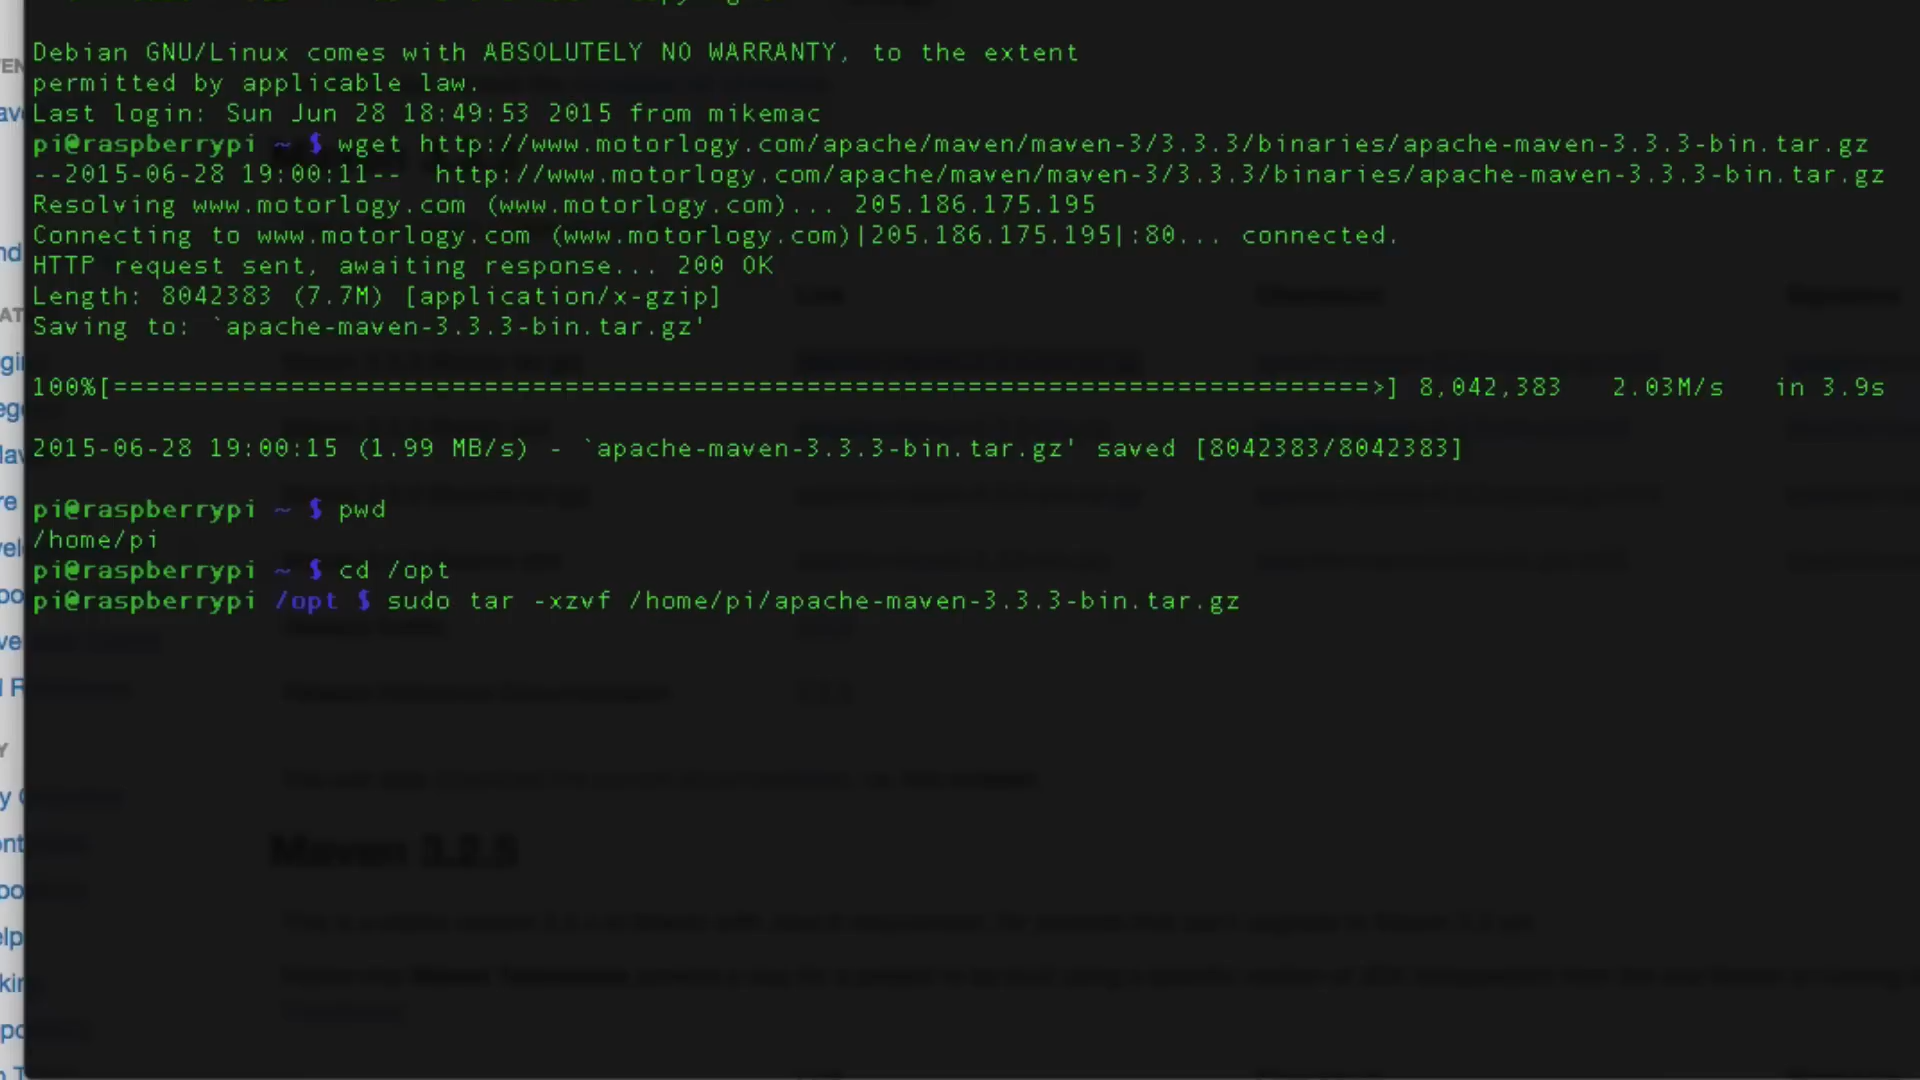 Debian GNU/Linux comes with ABSOLUTELY NO WARRANTY, to the extent
permitted by applicable law.
Last login: Sun Jun 28 18:49:53 2015 from mikemac
pi@raspberrypi ~ $ wget http://www.motorlogy.com/apache/maven/maven-3/3.3.3/binaries/apache-maven-3.3.3-bin.tar.gz
--2015-06-28 19:00:11-- http://www.motorlogy.com/apache/maven/maven-3/3.3.3/binaries/apache-maven-3.3.3-bin.tar.gz
Resolving www.motorlogy.com (www.motorlogy.com)... 205.186.175.195
Connecting to www.motorlogy.com (www.motorlogy.com)|205.186.175.195|:80... connected.
HTTP request sent, awaiting response... 200 OK
Length: 8042383 (7.7M) [application/x-gzip]
Saving to: `apache-maven-3.3.3-bin.tar.gz'
100%[==============================================================================>] 8,042,383 2.03M/s in 3.9s
2015-06-28 19:00:15 (1.99 MB/s) - `apache-maven-3.3.3-bin.tar.gz' saved [8042383/8042383]
pi@raspberrypi ~ $ pwd
/home/pi
pi@raspberrypi ~ $ cd /opt
pi@raspberrypi /opt $ sudo tar -xzvf /home/pi/apache-maven-3.3.3-bin.tar.gz
Maven 3.2.5